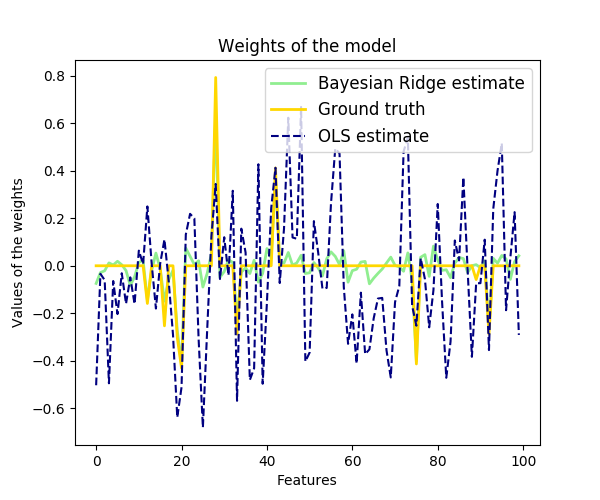 Weights of the model
Bayesian Ridge estimate
Ground truth
OLS estimate
0.8
0.6
0.4
0.2
0.0
−0.2
−0.4
−0.6
Values of the weights
0 20 40 60 80 100
Features